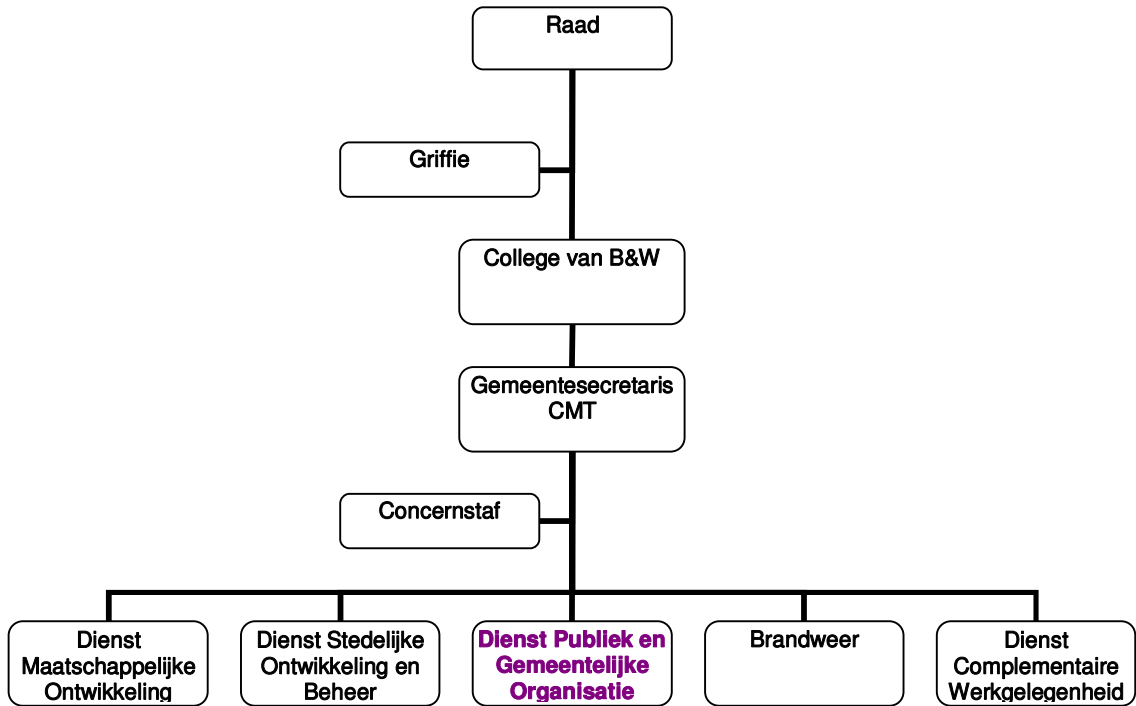 Raad
Griffie
College van B&W
Gemeentesecretaris
CMT
Concernstaf
Dienst
Maatschappelijke
Ontwikkeling
Dienst Stedelijke
Ontwikkeling en
Beheer
Dienst Publiek en
Gemeentelijke
Organisatie
Brandweer
Dienst
Complementaire
Werkgelegenheid